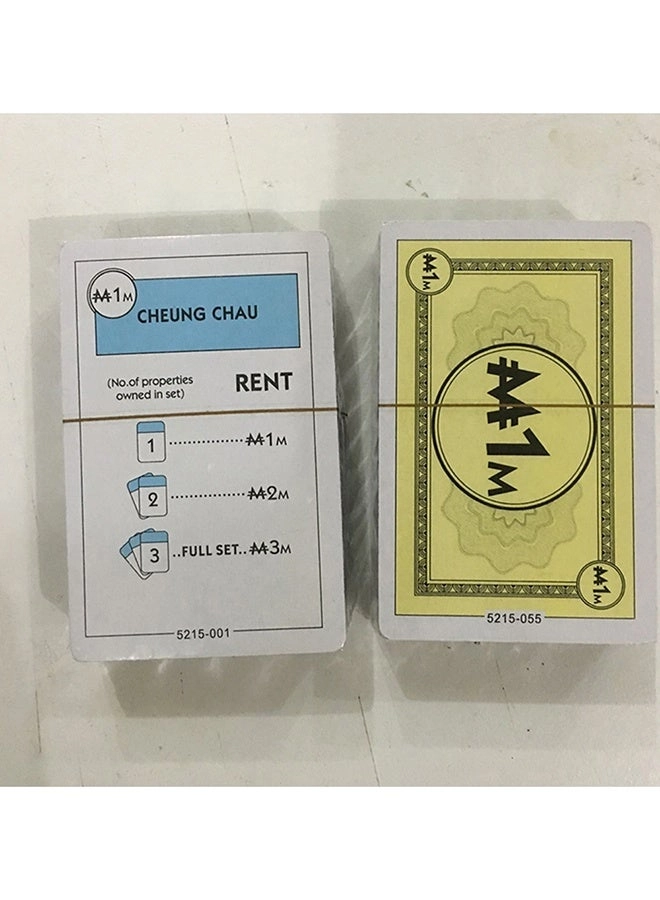 ₩1M
CHEUNG CHAU
(No.of properties
owned in set)
RENT
1 ................ ₩1M
2 ................ ₩2M
3 ..FULL SET.. ₩3M
5215-001
₩1M
₩1M
₩1M
5215-055